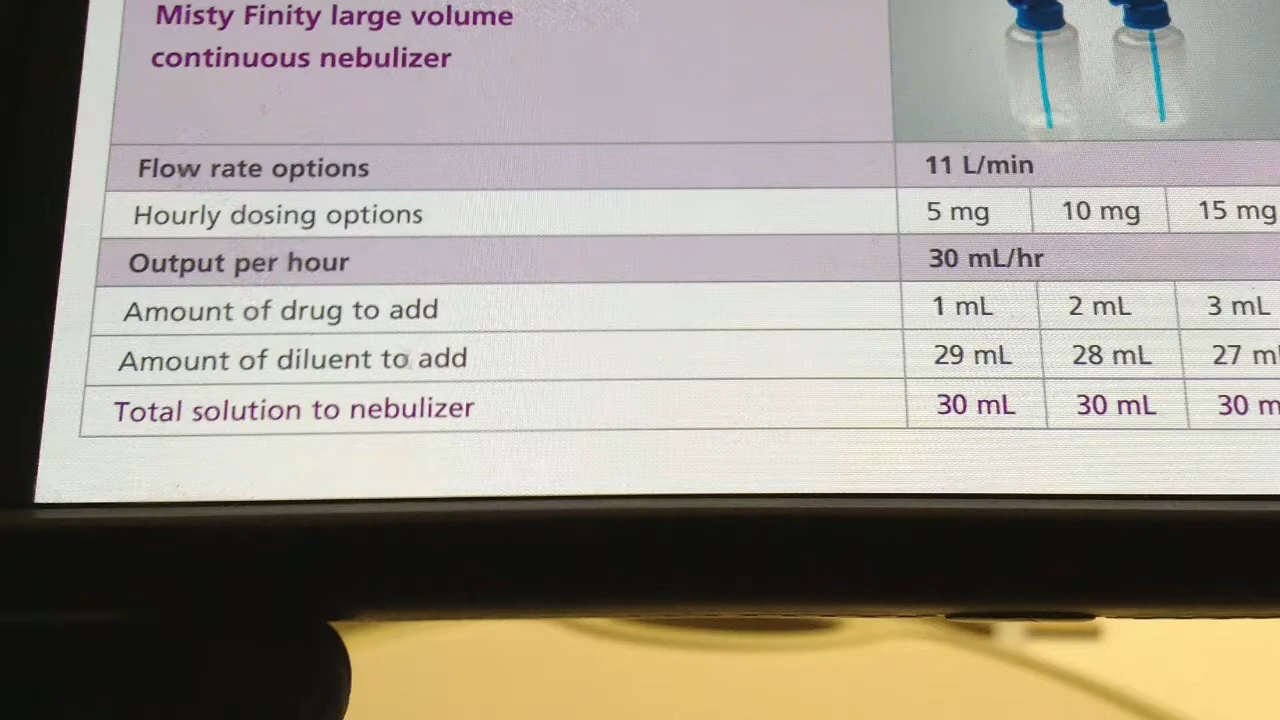 Misty Finity large volume
continuous nebulizer
Flow rate options 11 L/min
Hourly dosing options 5 mg 10 mg 15 mg
Output per hour 30 mL/hr
Amount of drug to add 1 mL 2 mL 3 mL
Amount of diluent to add 29 mL 28 mL 27 m
Total solution to nebulizer 30 mL 30 mL 30 m